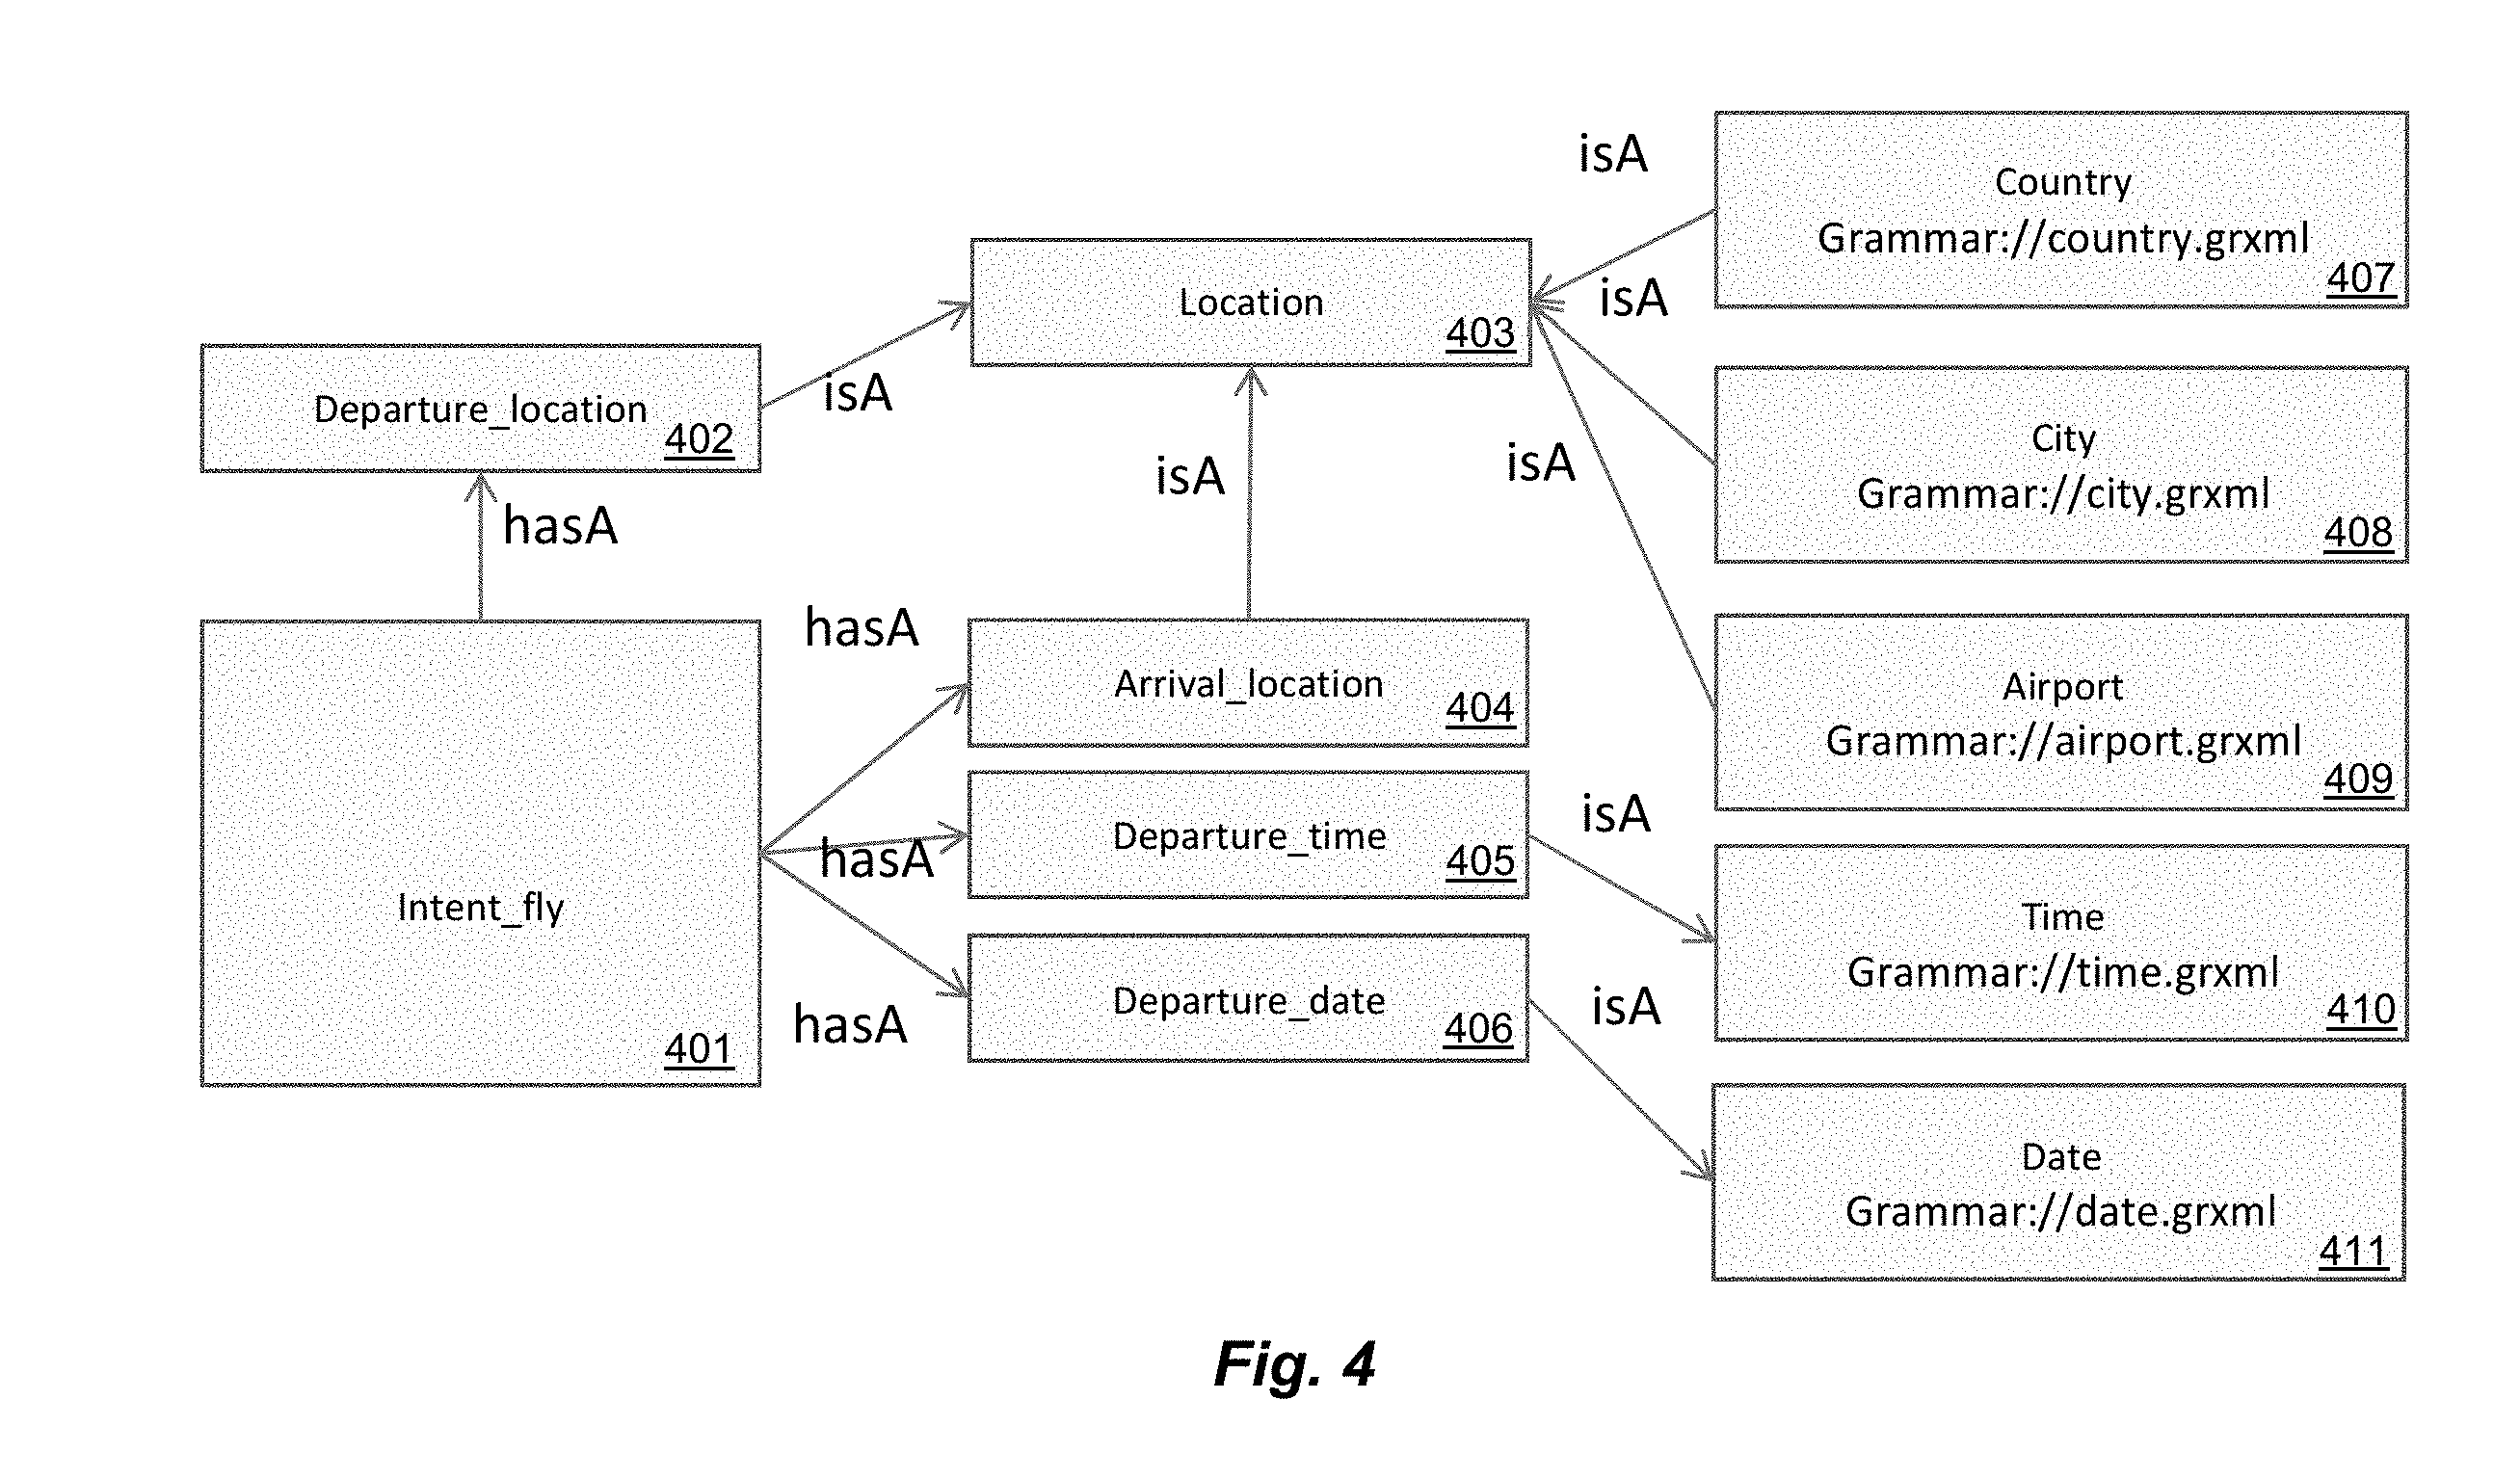 isA
Country
Grammar://country.grxml
407
Location
403
isA
Departure_location
402
isA
City
Grammar://city.grxml
408
isA
isA
hasA
hasA
Arrival_location
404
Airport
Grammar://airport.grxml
409
isA
Departure_time
405
hasA
Intent_fly
401
Time
Grammar://time.grxml
410
Departure_date
406
hasA
isA
Date
Grammar://date.grxml
411
Fig. 4